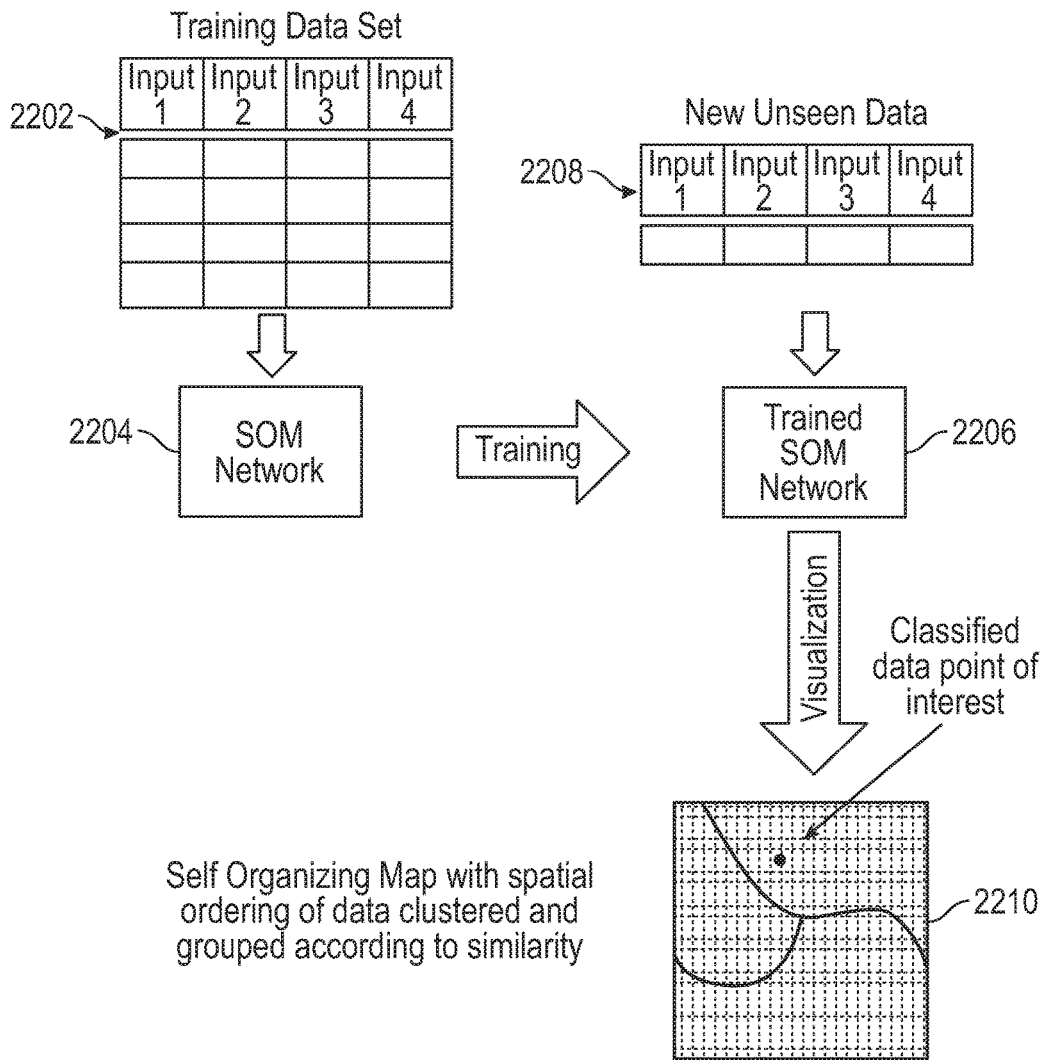 Training Data Set
Input Input Input Input
1 2 3 4
2202
New Unseen Data
Input Input Input Input
1 2 3 4
2208
2204
SOM
Network
Training
Trained
SOM
Network
2206
Visualization
Classified
data point of
interest
Self Organizing Map with spatial
ordering of data clustered and
grouped according to similarity
2210